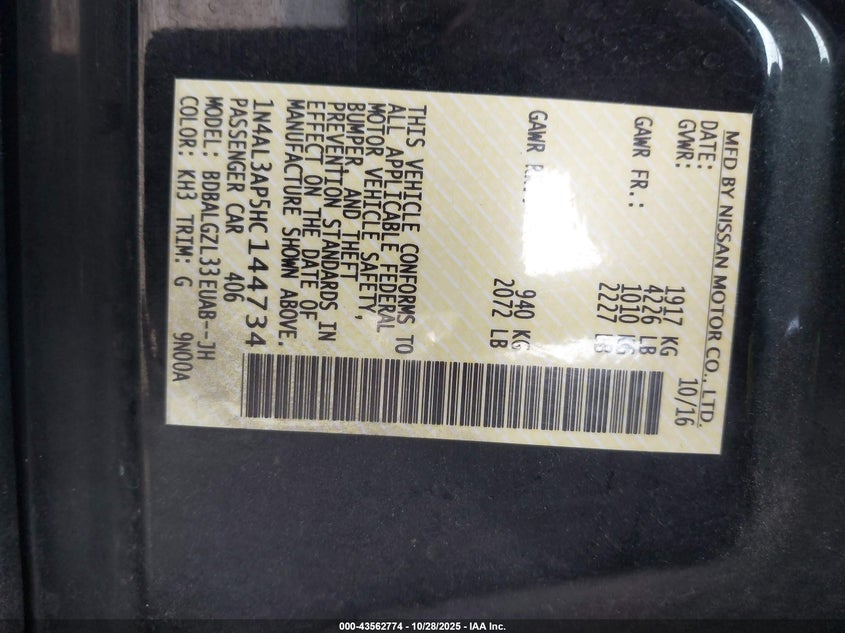 MFD BY NISSAN MOTOR CO., LTD.
DATE: 10/16
GVWR: 1917 KG
4226 LB
GAWR FR.: 1010 KG
2227 LB
GAWR 940 KG
2072 LB
THIS VEHICLE CONFORMS TO
ALL APPLICABLE FEDERAL
MOTOR VEHICLE SAFETY,
BUMPER, AND THEFT
PREVENTION STANDARDS IN
EFFECT ON THE DATE OF
MANUFACTURE SHOWN ABOVE.
1N4AL3AP5HC144734
PASSENGER CAR 406
MODEL: BDBALGZL33EUAB--JH
COLOR: KH3 TRIM: G 9N00A
000-43562774 - 10/28/2025 - IAA Inc.